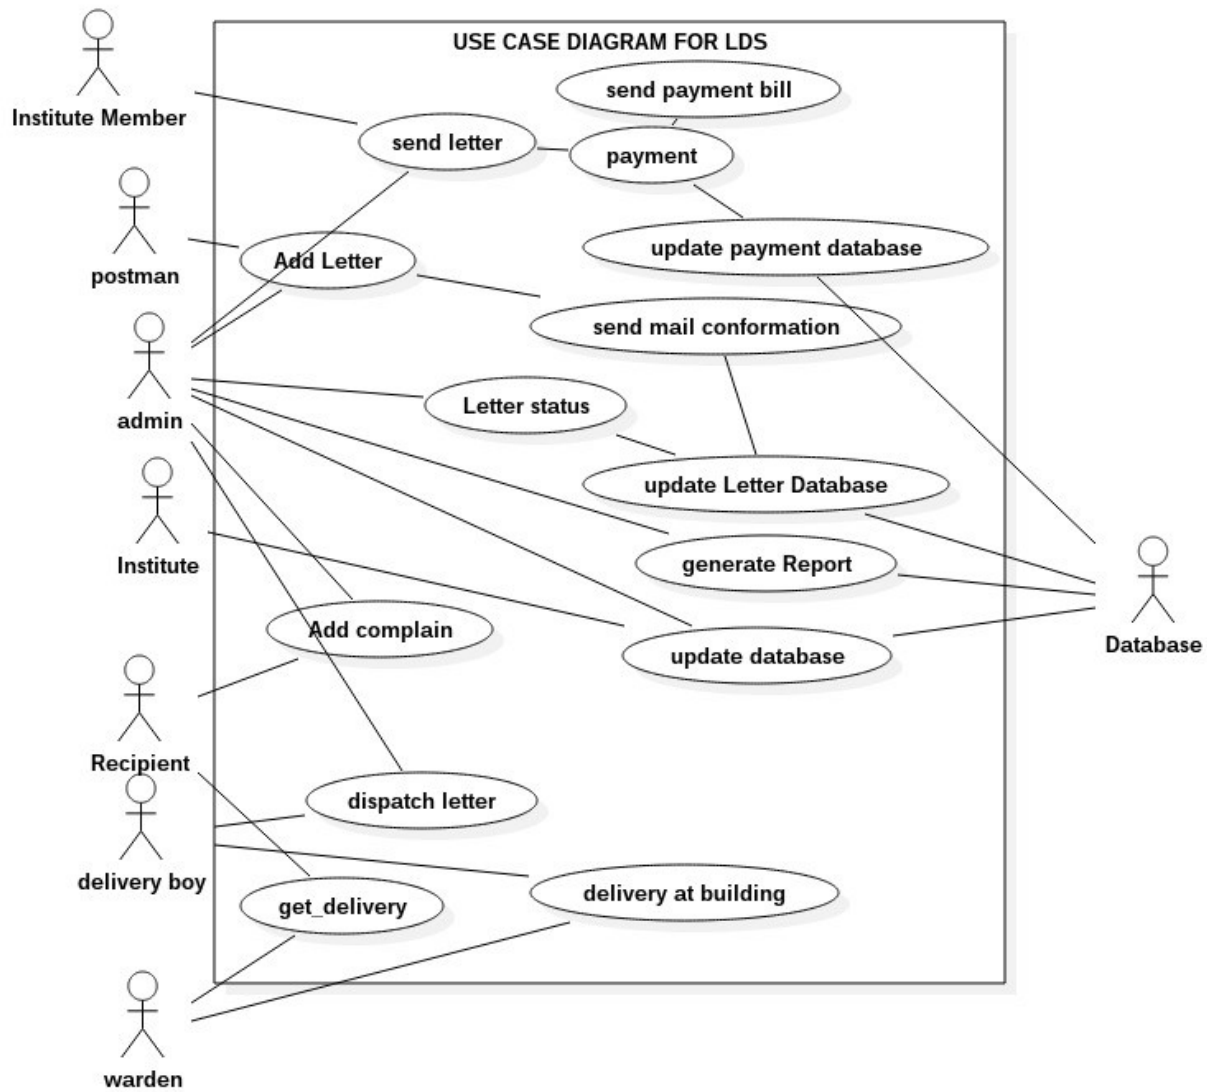 USE CASE DIAGRAM FOR LDS
send payment bill
Institute Member
send letter
payment
postman
Add Letter
update payment database
send mail conformation
admin
Letter status
update Letter Database
Institute
generate Report
Add complain
update database
Database
Recipient
dispatch letter
delivery boy
get_delivery
delivery at building
warden